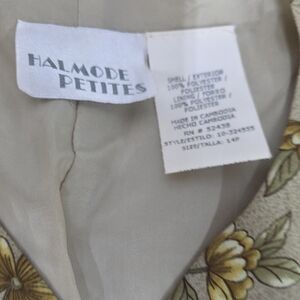 HALMODE
PETITES
SHELL / EXTERIOR
100% POLYESTER /
POLIESTER
LINING / FORRO
100% POLYESTER /
POLIESTER
MADE IN CAMBODIA
HECHO CAMBODIA
RN # 52438
STYLE/ESTILO: 10-324555
SIZE/TALLA: 14P